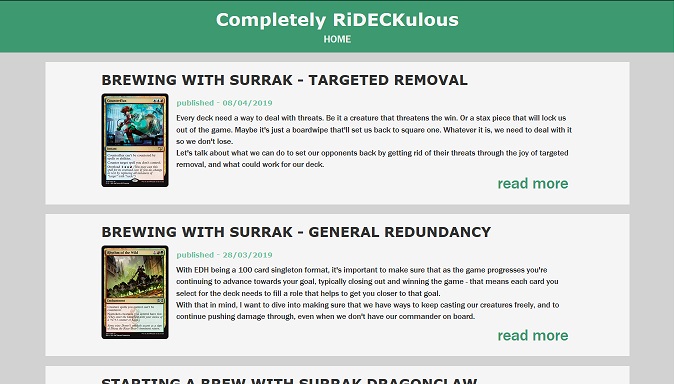 Completely RiDECKulous
HOME
BREWING WITH SURRAK - TARGETED REMOVAL
published - 08/04/2019
Every deck need a way to deal with threats. Be it a creature that threatens the win. Or a stax piece that will lock us
out of the game. Maybe it's just a boardwipe that'll set us back to square one. Whatever it is, we need to deal with it
so we don't lose.
Let's talk about what we can do to set our opponents back by getting rid of their threats through the joy of targeted
removal, and what could work for our deck.
read more
BREWING WITH SURRAK - GENERAL REDUNDANCY
published - 28/03/2019
With EDH being a 100 card singleton format, it's important to make sure that as the game progresses you're
continuing to advance towards your goal, typically closing out and winning the game - that means each card you
select for the deck needs to fill a role that helps to get you closer to that goal.
With that in mind, I want to dive into making sure that we have ways to keep casting our creatures freely, and to
continue pushing damage through, even when we don't have our commander on board.
read more
STARTING A BREW WITH SURRAK DRAGONCLAW